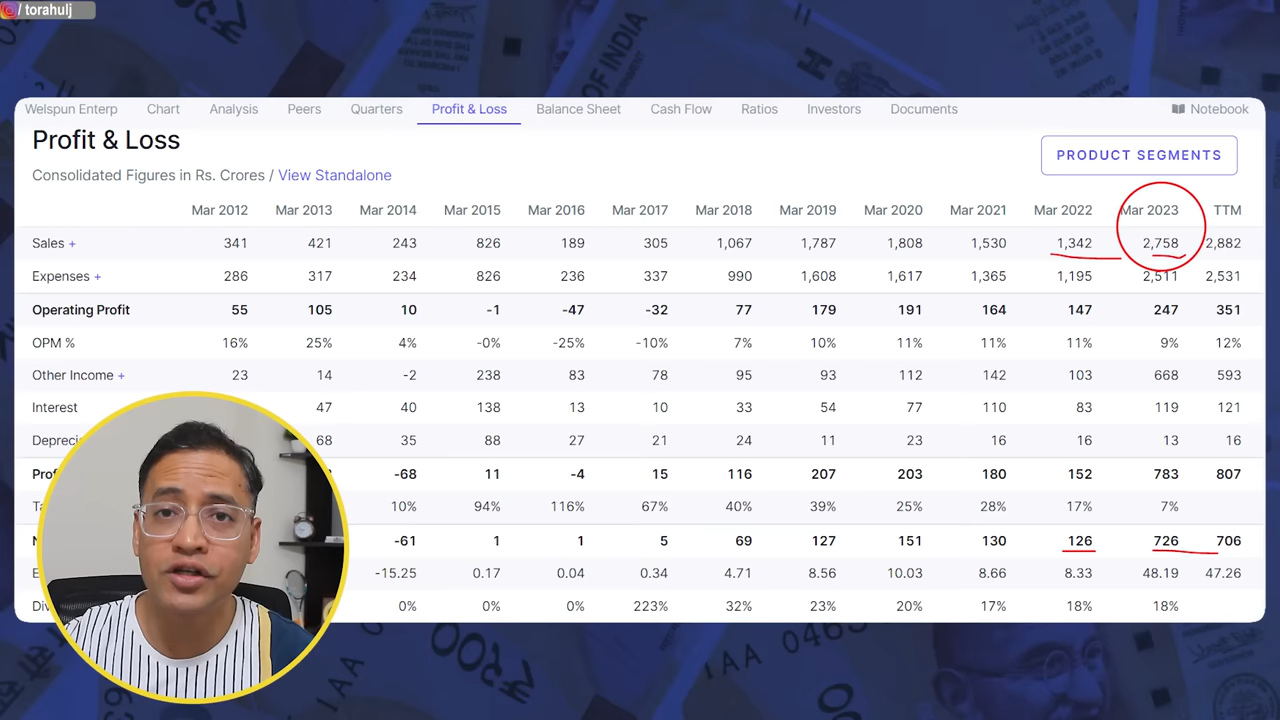 / torahulj
Welspun Enterp Chart Analysis Peers Quarters Profit & Loss Balance Sheet Cash Flow Ratios Investors Documents Notebook
Profit & Loss
PRODUCT SEGMENTS
Consolidated Figures in Rs. Crores / View Standalone
Mar 2012 Mar 2013 Mar 2014 Mar 2015 Mar 2016 Mar 2017 Mar 2018 Mar 2019 Mar 2020 Mar 2021 Mar 2022 Mar 2023 TTM
Sales + 341 421 243 826 189 305 1,067 1,787 1,808 1,530 1,342 2,758 2,882
Expenses + 286 317 234 826 236 337 990 1,608 1,617 1,365 1,195 2,511 2,531
Operating Profit 55 105 10 -1 -47 -32 77 179 191 164 147 247 351
OPM % 16% 25% 4% -0% -25% -10% 7% 10% 11% 11% 11% 9% 12%
Other Income + 23 14 -2 238 83 78 95 93 112 142 103 668 593
Interest 47 40 138 13 10 33 54 77 110 83 119 121
68 35 88 27 21 24 11 23 16 16 13 16
-68 11 -4 15 116 207 203 180 152 783 807
10% 94% 116% 67% 40% 39% 25% 28% 17% 7%
-61 1 1 5 69 127 151 130 126 726 706
-15.25 0.17 0.04 0.34 4.71 8.56 10.03 8.66 8.33 48.19 47.26
0% 0% 0% 223% 32% 23% 20% 17% 18% 18%